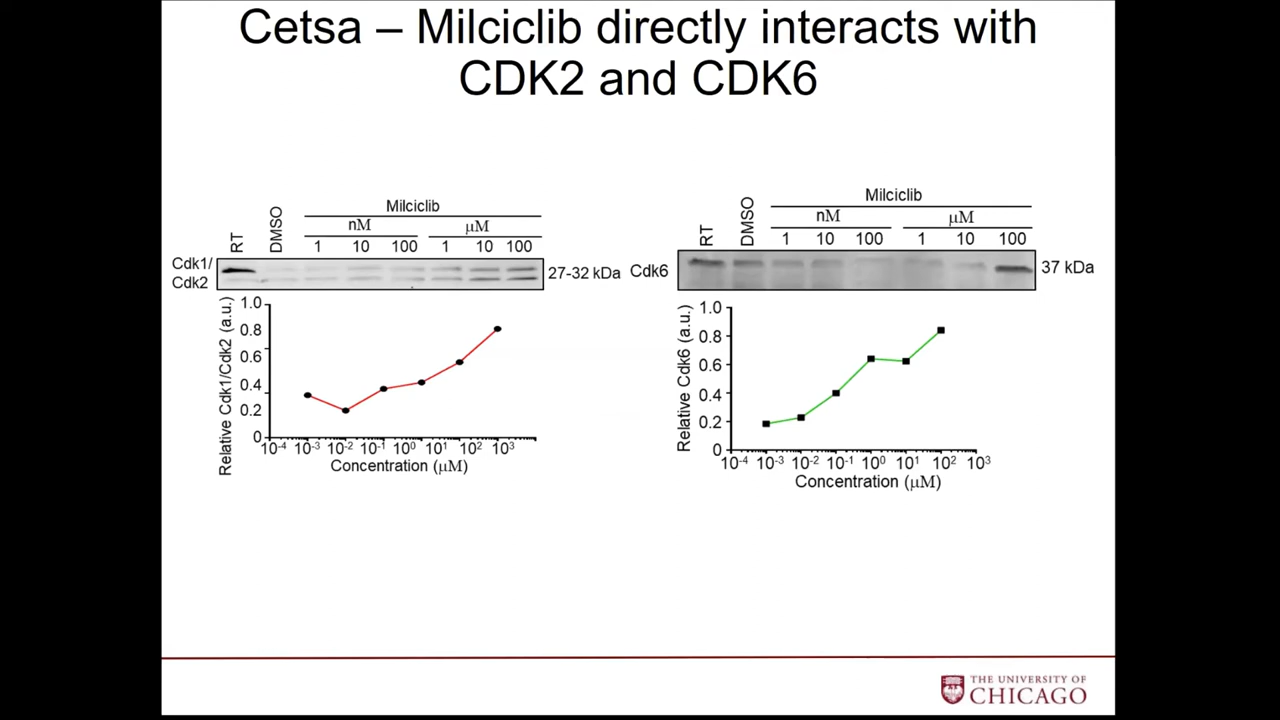 Cetsa – Milciclib directly interacts with
CDK2 and CDK6
Milciclib
RT
DMSO
nM
μM
1 10 100 1 10 100
Cdk1/
Cdk2
27-32 kDa
Relative Cdk1/Cdk2 (a.u.)
1.0
0.8
0.6
0.4
0.2
0
10-4 10-3 10-2 10-1 100 101 102 103
Concentration (μM)
Milciclib
RT
DMSO
nM
μM
1 10 100 1 10 100
Cdk6
37 kDa
Relative Cdk6 (a.u.)
1.0
0.8
0.6
0.4
0.2
0
10-4 10-3 10-2 10-1 100 101 102 103
Concentration (μM)
THE UNIVERSITY OF
CHICAGO